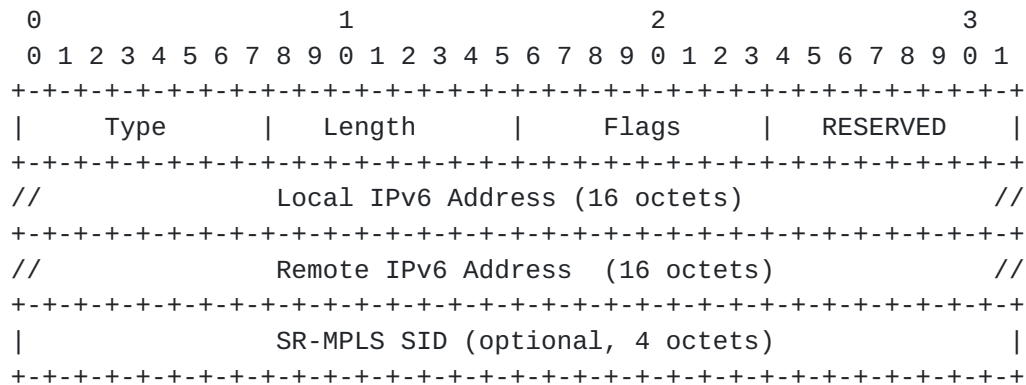 0                   1                   2                   3
 0 1 2 3 4 5 6 7 8 9 0 1 2 3 4 5 6 7 8 9 0 1 2 3 4 5 6 7 8 9 0 1
+-+-+-+-+-+-+-+-+-+-+-+-+-+-+-+-+-+-+-+-+-+-+-+-+-+-+-+-+-+-+-+-+
|     Type      |   Length      |     Flags     |   RESERVED    |
+-+-+-+-+-+-+-+-+-+-+-+-+-+-+-+-+-+-+-+-+-+-+-+-+-+-+-+-+-+-+-+-+
//               Local IPv6 Address (16 octets)                //
+-+-+-+-+-+-+-+-+-+-+-+-+-+-+-+-+-+-+-+-+-+-+-+-+-+-+-+-+-+-+-+-+
//               Remote IPv6 Address  (16 octets)              //
+-+-+-+-+-+-+-+-+-+-+-+-+-+-+-+-+-+-+-+-+-+-+-+-+-+-+-+-+-+-+-+-+
|                SR-MPLS SID (optional, 4 octets)               |
+-+-+-+-+-+-+-+-+-+-+-+-+-+-+-+-+-+-+-+-+-+-+-+-+-+-+-+-+-+-+-+-+